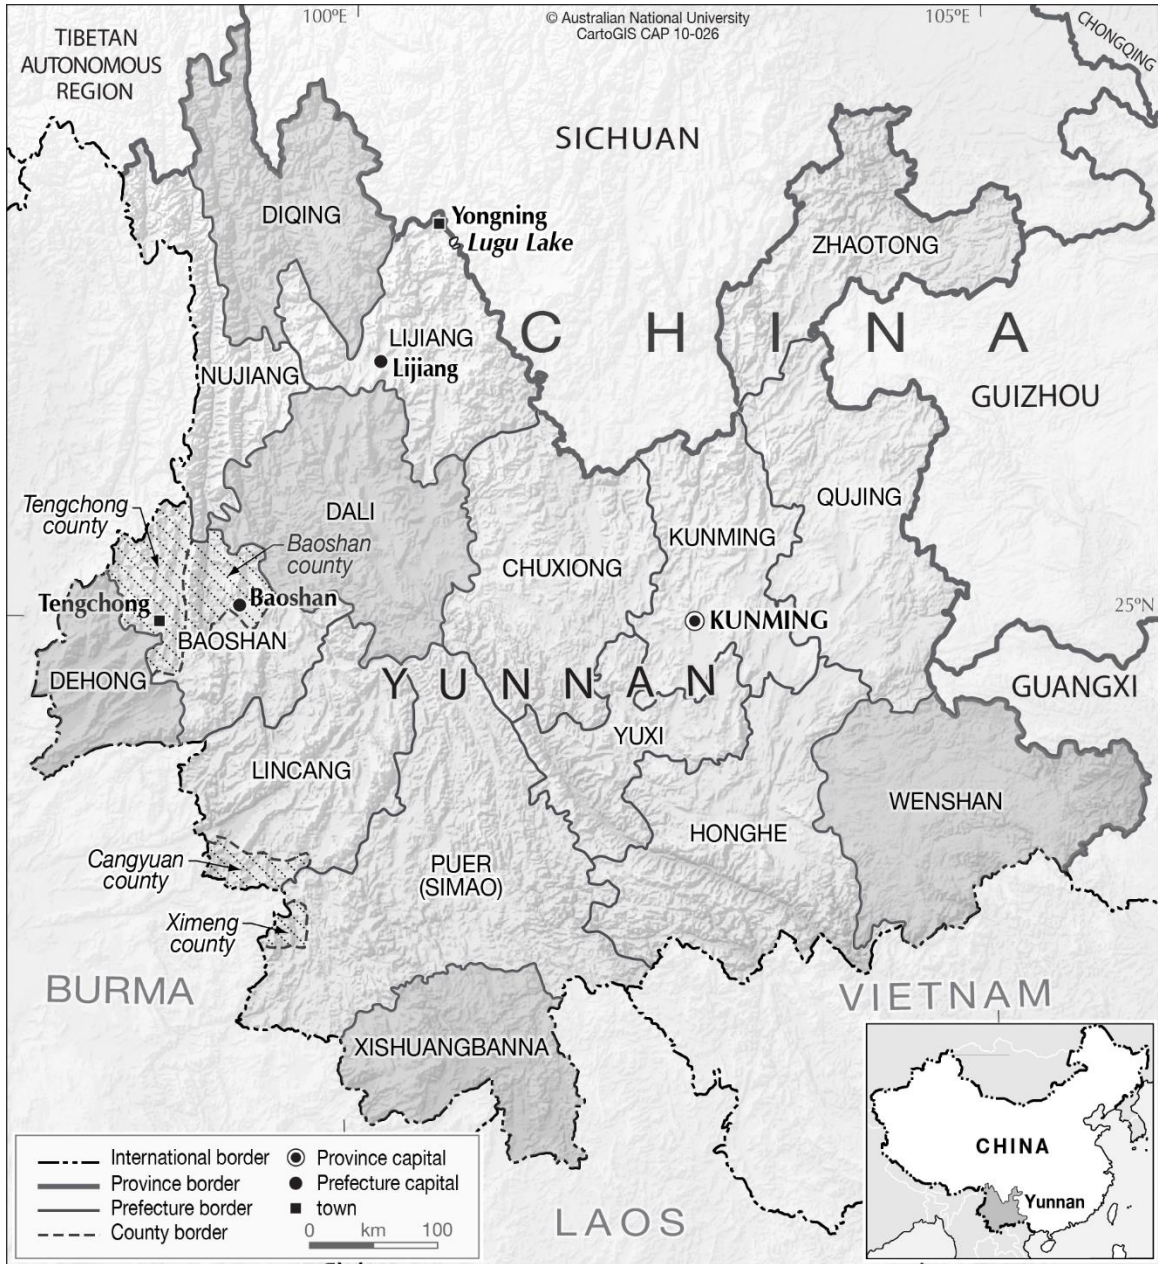 100ºE
© Australian National University
CartoGIS CAP 10-026
105ºE
TIBETAN
AUTONOMOUS
REGION
CHONGQING
SICHUAN
DIQING
Yongning
Lugu Lake
ZHAOTONG
CHINA
LIJIANG
Lijiang
NUJIANG
GUIZHOU
Tengchong
county
DALI
QUJING
Baoshan
county
KUNMING
CHUXIONG
Tengchong
Baoshan
25ºN
KUNMING
BAOSHAN
DEHONG
YUNNAN
GUANGXI
YUXI
LINCANG
WENSHAN
HONGHE
Cangyuan
county
PUER
(SIMAO)
Ximeng
county
BURMA
VIETNAM
XISHUANGBANNA
International border
Province border
Prefecture border
County border
Province capital
Prefecture capital
town
0 km 100
LAOS
CHINA
Yunnan